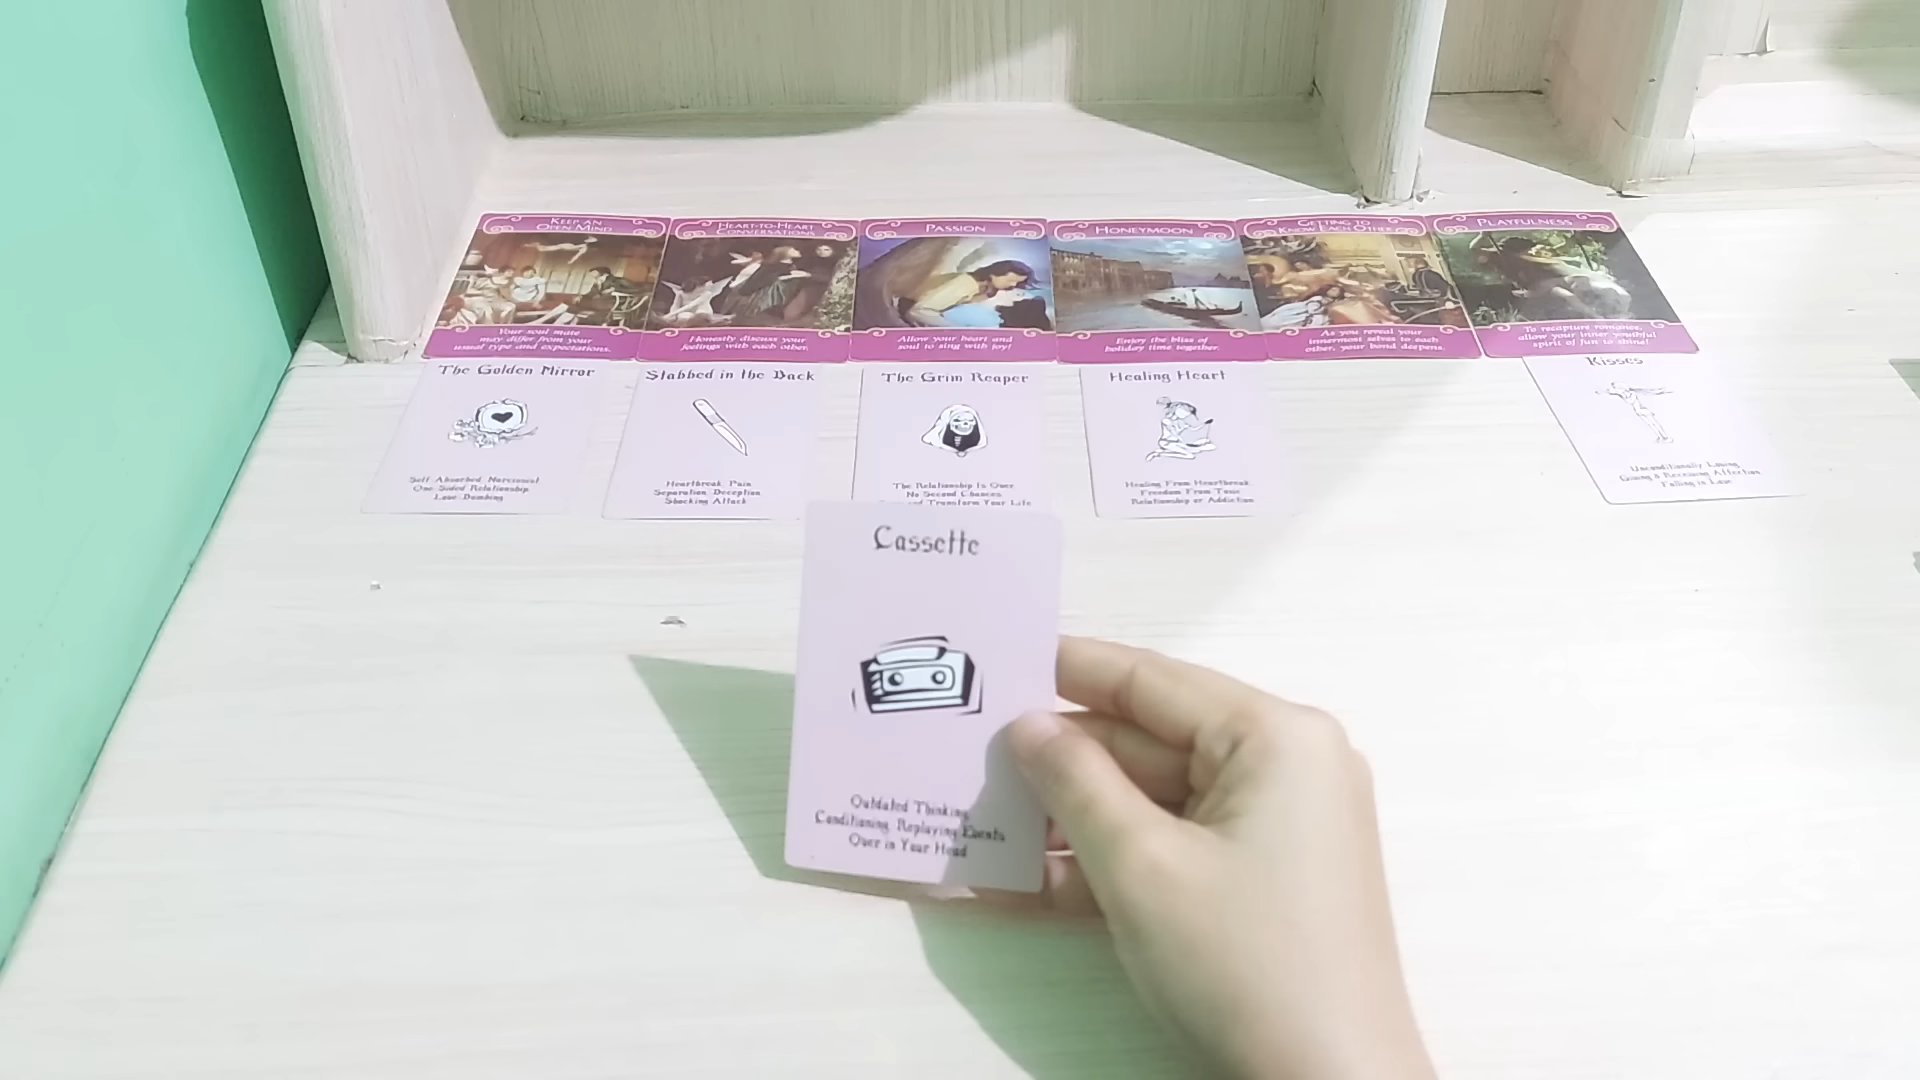 KEEP AN
OPEN MIND
Your soul mate
may differ from your
usual type and expectations.
HEART-TO-HEART
CONVERSATIONS
Honestly discuss your
feelings with each other.
PASSION
Allow your heart and
soul to sing with joy!
HONEYMOON
Enjoy the bliss of
holiday time together.
GETTING TO
KNOW EACH OTHER
As you reveal your
innermost selves to each
other, your bond deepens.
PLAYFULNESS
To recapture romance,
allow your inner youthful
spirit of fun to shine!
The Golden Mirror
Self Absorbed Narcissist
One Sided Relationship
Love Bombing
Stabbed in the Back
Heartbreak, Pain
Separation, Deception
Shocking Attack
The Grim Reaper
The Relationship Is Over
No Second Chances
Transform Your Life
Healing Heart
Healing From Heartbreak
Freedom From Toxic
Relationship or Addiction
Kisses
Unconditionally Loving
Giving & Receiving Affection
Falling in Love
Cassette
Outdated Thinking,
Conditioning, Replaying Events
Over in Your Head